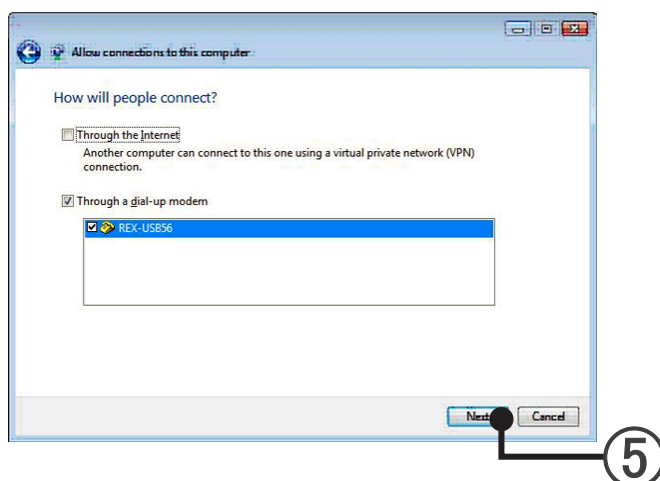 Allow connections to this computer
How will people connect?
Through the Internet
Another computer can connect to this one using a virtual private network (VPN)
connection.
Through a dial-up modem
REX-USB56
Next Cancel
⑤